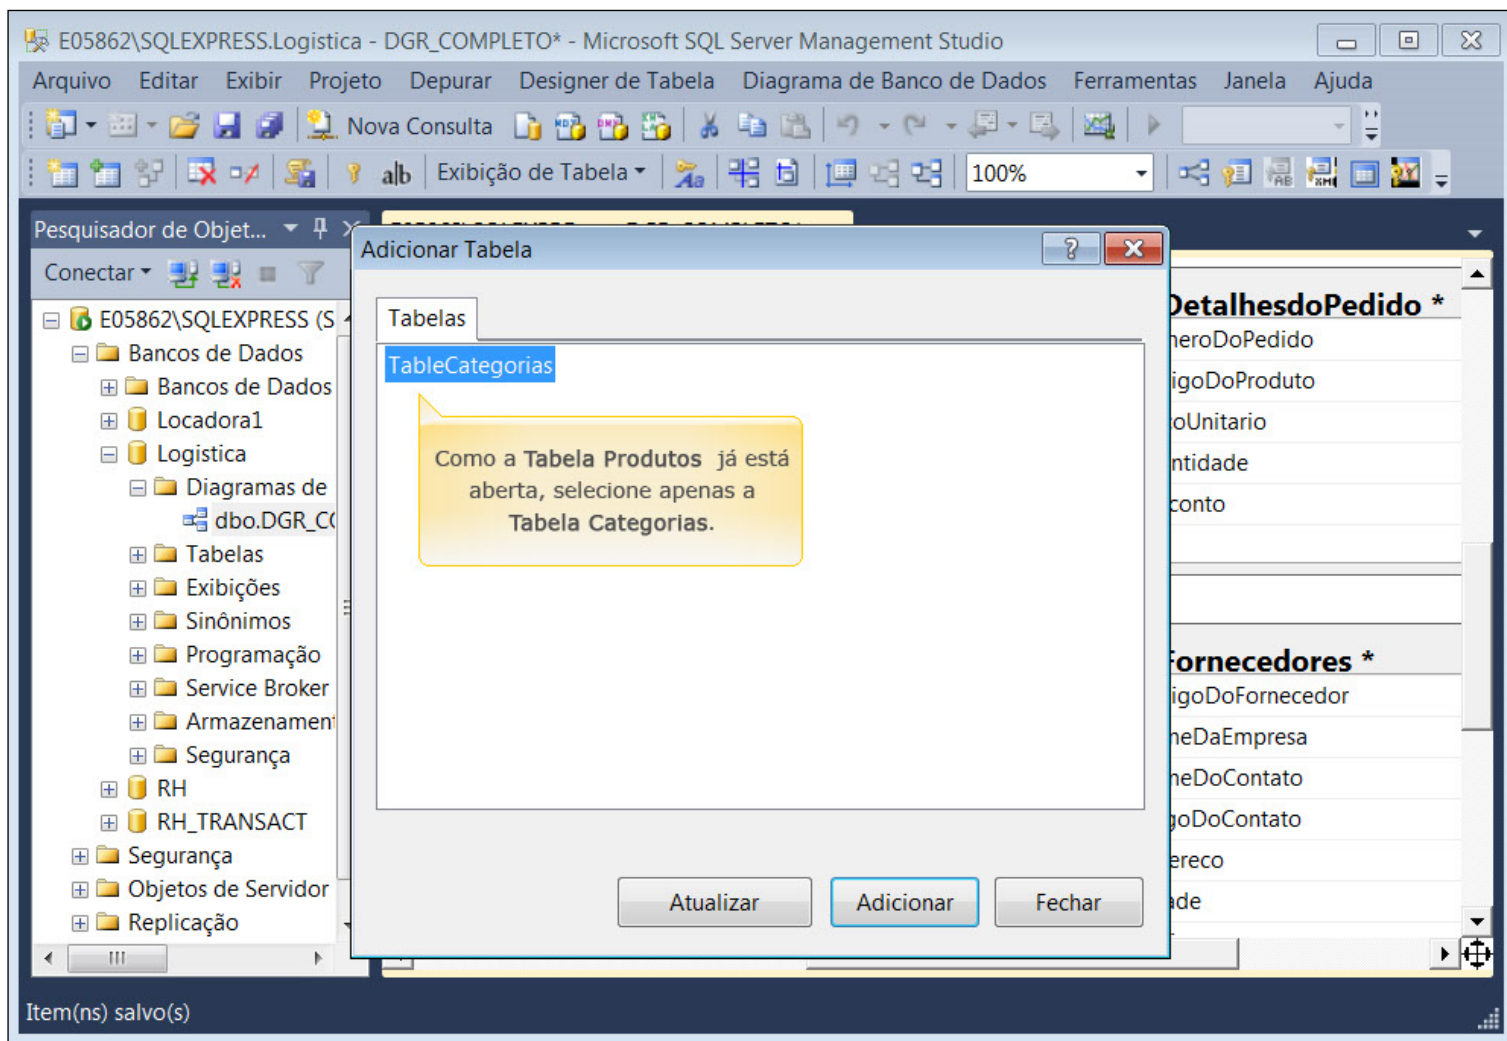 E05862\SQLEXPRESS.Logistica - DGR_COMPLETO* - Microsoft SQL Server Management Studio
Arquivo Editar Exibir Projeto Depurar Designer de Tabela Diagrama de Banco de Dados Ferramentas Janela Ajuda
Nova Consulta
Exibição de Tabela
100%
Pesquisador de Objet...
Conectar
E05862\SQLEXPRESS (S
Bancos de Dados
Bancos de Dados
Locadora1
Logistica
Diagramas de
dbo.DGR_C
Tabelas
Exibições
Sinônimos
Programação
Service Broker
Armazenament
Segurança
RH
RH_TRANSACT
Segurança
Objetos de Servidor
Replicação
Adicionar Tabela
Tabelas
TableCategorias
Como a Tabela Produtos já está
aberta, selecione apenas a
Tabela Categorias.
Atualizar Adicionar Fechar
DetalhesdoPedido *
neroDoPedido
igoDoProduto
oUnitario
ntidade
conto
ornecedores *
igoDoFornecedor
neDaEmpresa
neDoContato
goDoContato
ereco
ade
Item(ns) salvo(s)